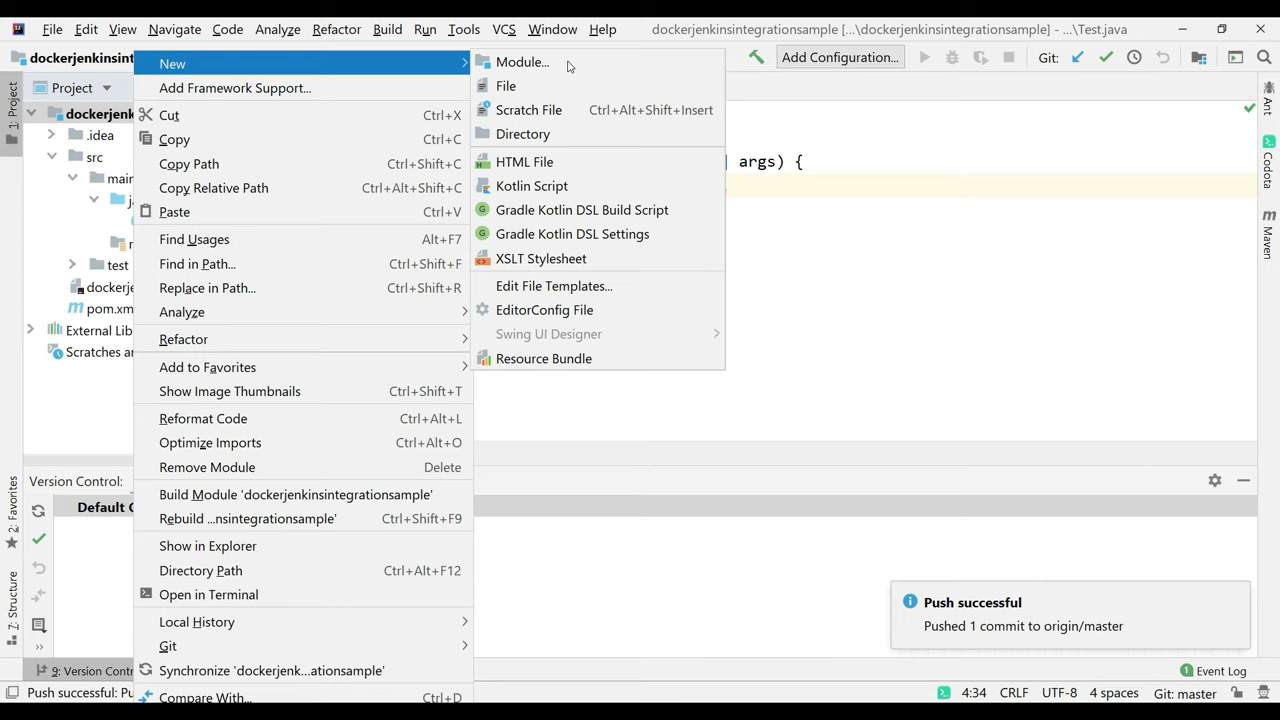 File Edit View Navigate Code Analyze Refactor Build Run Tools VCS Window Help dockerjenkinsintegrationsample [...\dockerjenkinsintegrationsample] - ...\Test.java
dockerjenkinsint
Add Configuration...
Git:
1: Project
Project
dockerjenk
.idea
src
main
test
dockerje
pom.xm
External Lib
Scratches ar
New
Add Framework Support...
Cut Ctrl+X
Copy Ctrl+C
Copy Path Ctrl+Shift+C
Copy Relative Path Ctrl+Alt+Shift+C
Paste Ctrl+V
Find Usages Alt+F7
Find in Path... Ctrl+Shift+F
Replace in Path... Ctrl+Shift+R
Analyze
Refactor
Add to Favorites
Show Image Thumbnails Ctrl+Shift+T
Reformat Code Ctrl+Alt+L
Optimize Imports Ctrl+Alt+O
Remove Module Delete
Build Module 'dockerjenkinsintegrationsample'
Rebuild ...nsintegrationsample' Ctrl+Shift+F9
Show in Explorer
Directory Path Ctrl+Alt+F12
Open in Terminal
Local History
Git
Synchronize 'dockerjenk...ationsample'
Compare With... Ctrl+D
Module...
File
Scratch File Ctrl+Alt+Shift+Insert
Directory
HTML File
Kotlin Script
Gradle Kotlin DSL Build Script
Gradle Kotlin DSL Settings
XSLT Stylesheet
Edit File Templates...
EditorConfig File
Swing UI Designer
Resource Bundle
args) {
Ant
Codota
Maven
Version Control:
Default C
2: Favorites
7: Structure
Push successful
Pushed 1 commit to origin/master
9: Version Contr
1 Event Log
Push successful: Pu
4:34 CRLF UTF-8 4 spaces Git: master